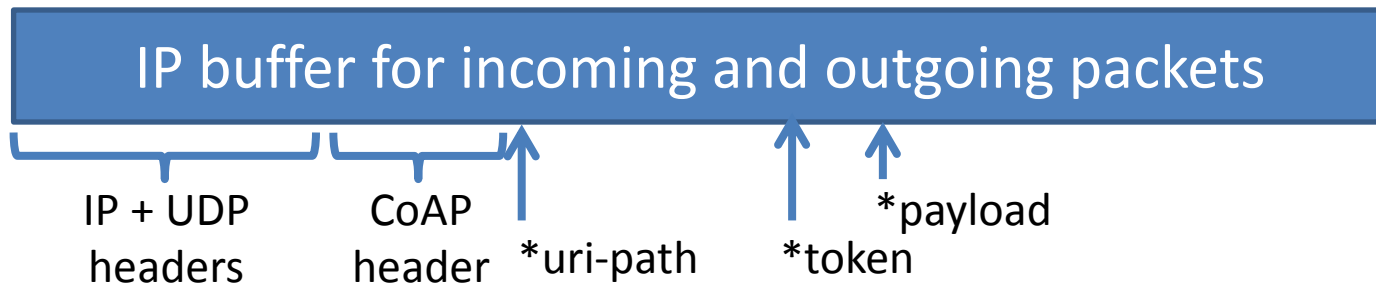 IP buffer for incoming and outgoing packets
IP + UDP
headers
CoAP
header
*uri-path
*token
*payload